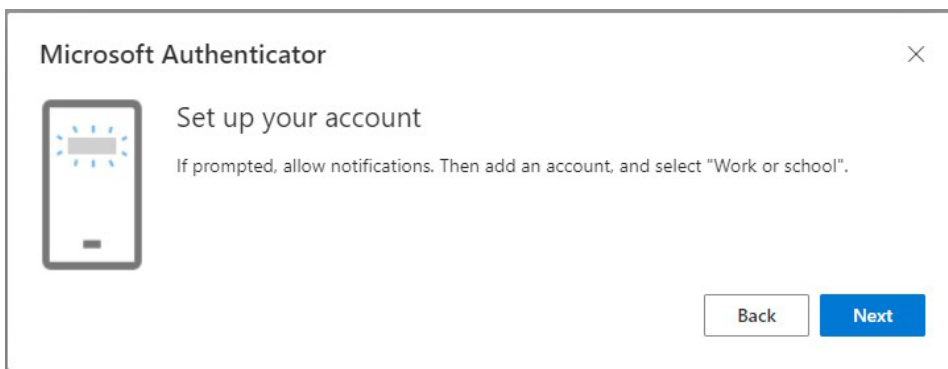 Microsoft Authenticator
Set up your account
If prompted, allow notifications. Then add an account, and select "Work or school".
Back
Next